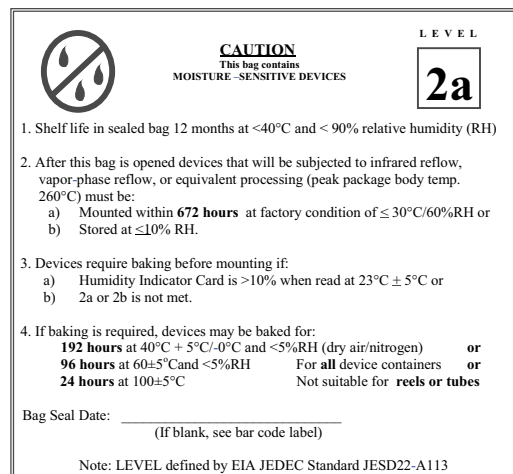 LEVEL
CAUTION
This bag contains
MOISTURE –SENSITIVE DEVICES
2a
1. Shelf life in sealed bag 12 months at <40°C and < 90% relative humidity (RH)
2. After this bag is opened devices that will be subjected to infrared reflow,
vapor-phase reflow, or equivalent processing (peak package body temp.
260°C) must be:
a) Mounted within 672 hours at factory condition of ≤ 30°C/60%RH or
b) Stored at ≤10% RH.
3. Devices require baking before mounting if:
a) Humidity Indicator Card is >10% when read at 23°C ± 5°C or
b) 2a or 2b is not met.
4. If baking is required, devices may be baked for:
192 hours at 40°C + 5°C/-0°C and <5%RH (dry air/nitrogen) or
96 hours at 60±5°Cand <5%RH For all device containers or
24 hours at 100±5°C Not suitable for reels or tubes
Bag Seal Date: ______________________________
(If blank, see bar code label)
Note: LEVEL defined by EIA JEDEC Standard JESD22-A113